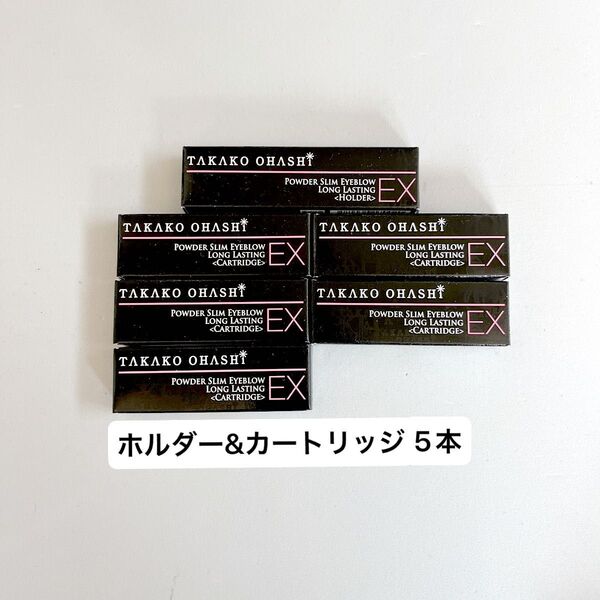 TAKAKO OHASHI
POWDER SLIM EYEBLOW
LONG LASTING
<HOLDER>
EX
TAKAKO OHASHI
POWDER SLIM EYEBLOW
LONG LASTING
<CARTRIDGE>
EX
TAKAKO OHASHI
POWDER SLIM EYEBLOW
LONG LASTING
<CARTRIDGE>
EX
TAKAKO OHASHI
POWDER SLIM EYEBLOW
LONG LASTING
<CARTRIDGE>
EX
TAKAKO OHASHI
POWDER SLIM EYEBLOW
LONG LASTING
<CARTRIDGE>
EX
TAKAKO OHASHI
POWDER SLIM EYEBLOW
LONG LASTING
<CARTRIDGE>
EX
ホルダー&カートリッジ 5本